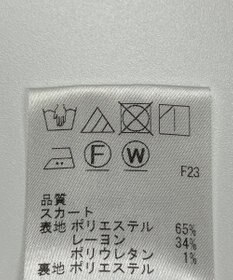 F W
F23
品質
スカート
表地 ポリエステル 65%
レーヨン 34%
ポリウレタン 1%
裏地 ポリエステル